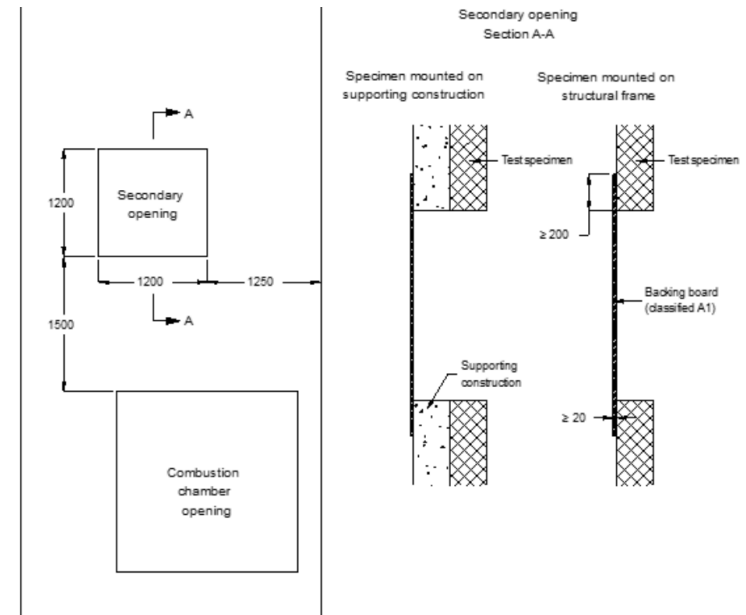 Secondary opening
Section A-A
Specimen mounted on
supporting construction
Specimen mounted on
structural frame
A
Secondary
opening
1200
1200
1250
A
1500
Combustion
chamber
opening
Test specimen
Test specimen
≥ 200
Backing board
(classified A1)
Supporting
construction
≥ 20